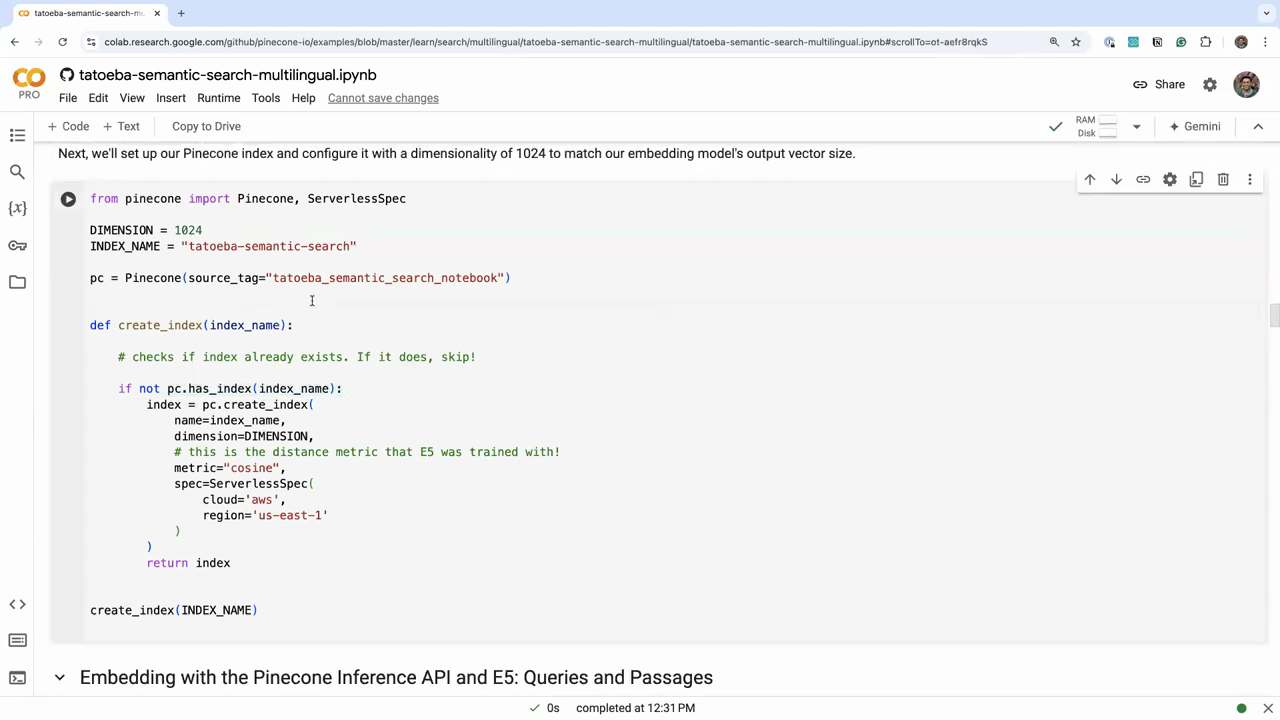 tatoeba-semantic-search-mu
colab.research.google.com/github/pinecone-io/examples/blob/master/learn/search/multilingual/tatoeba-semantic-search-multilingual/tatoeba-semantic-search-multilingual.ipynb#scrollTo=ot-aefr8rqkS
CO
PRO
tatoeba-semantic-search-multilingual.ipynb
File Edit View Insert Runtime Tools Help Cannot save changes
Share
+ Code + Text Copy to Drive
RAM
Disk
Gemini
Next, we'll set up our Pinecone index and configure it with a dimensionality of 1024 to match our embedding model's output vector size.
from pinecone import Pinecone, ServerlessSpec
DIMENSION = 1024
INDEX_NAME = "tatoeba-semantic-search"
pc = Pinecone(source_tag="tatoeba_semantic_search_notebook")
def create_index(index_name):
# checks if index already exists. If it does, skip!
if not pc.has_index(index_name):
index = pc.create_index(
name=index_name,
dimension=DIMENSION,
# this is the distance metric that E5 was trained with!
metric="cosine",
spec=ServerlessSpec(
cloud='aws',
region='us-east-1'
)
)
return index
create_index(INDEX_NAME)
Embedding with the Pinecone Inference API and E5: Queries and Passages
0s completed at 12:31 PM